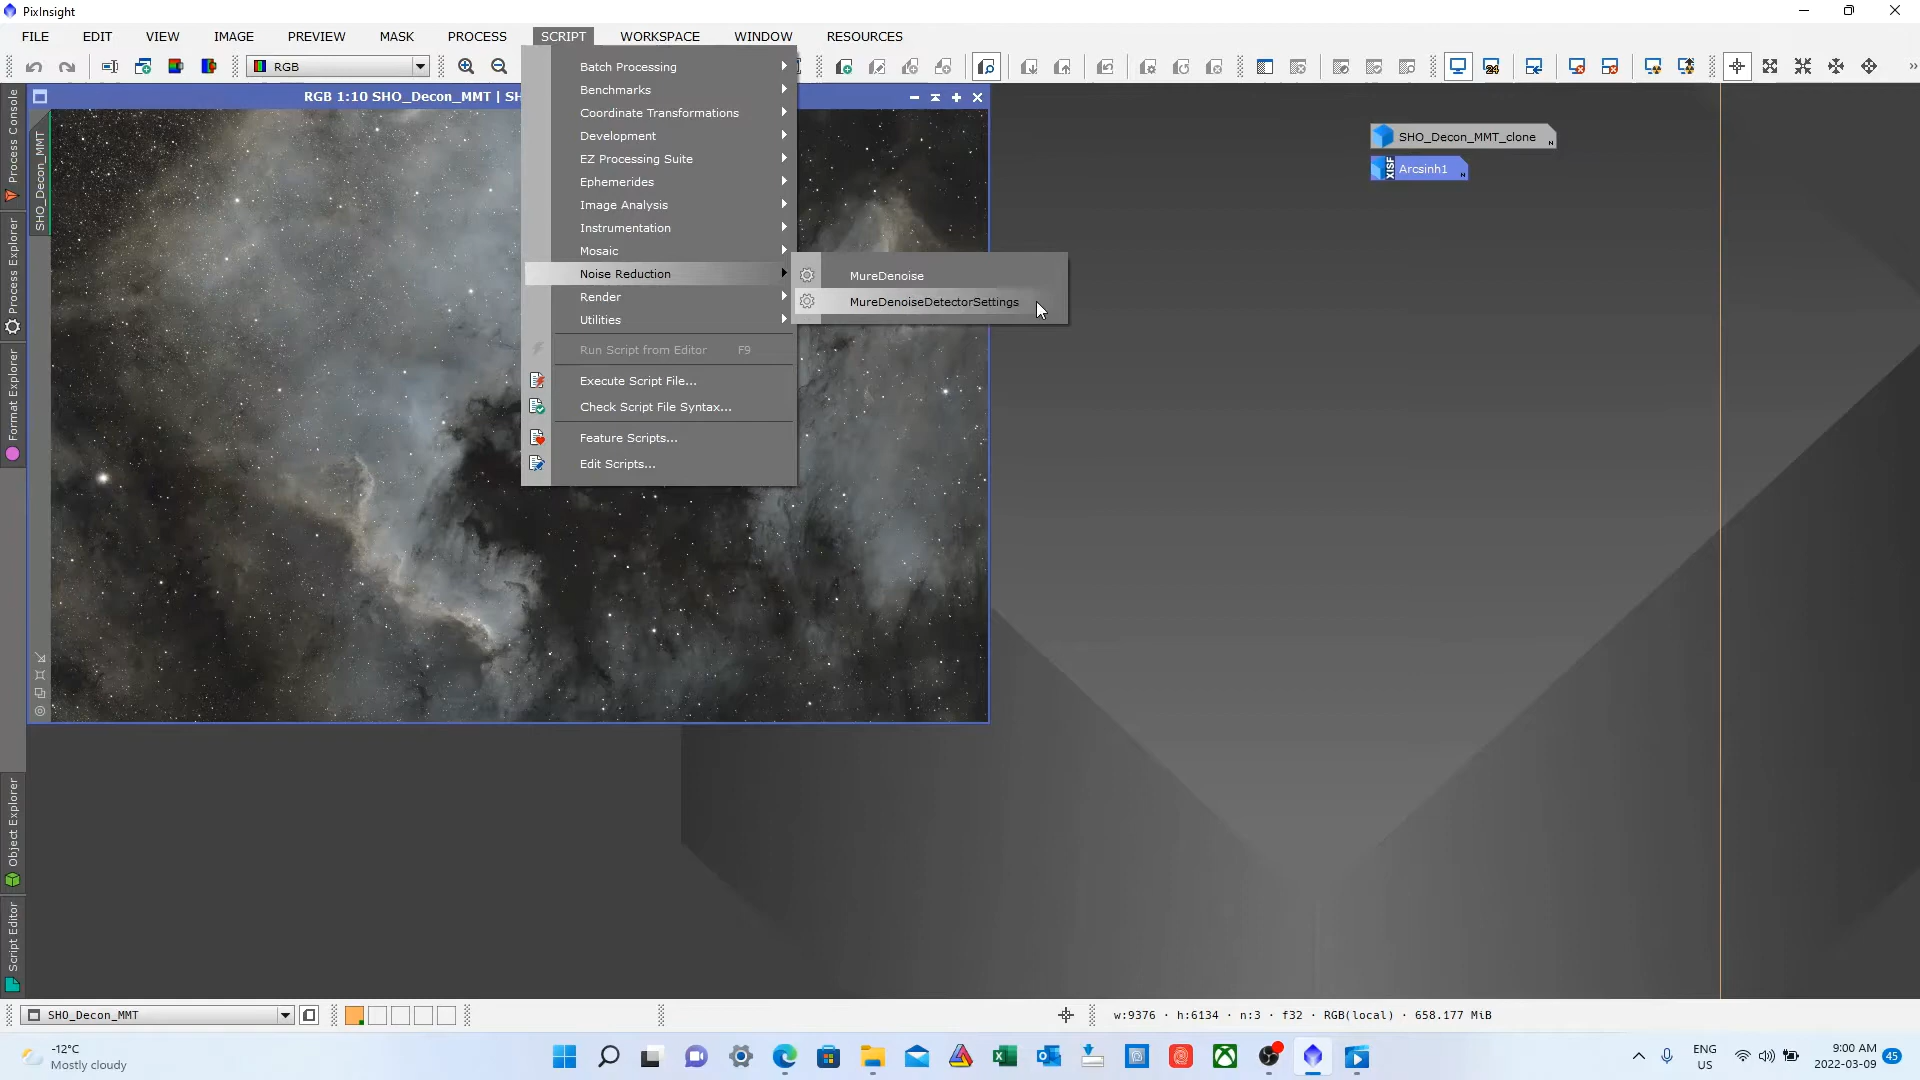 PixInsight
FILE EDIT VIEW IMAGE PREVIEW MASK PROCESS SCRIPT WORKSPACE WINDOW RESOURCES
RGB
24
RGB 1:10 SHO_Decon_MMT | SH
SHO_Decon_MMT
Process Console
Process Explorer
Format Explorer
Object Explorer
Script Editor
Batch Processing
Benchmarks
Coordinate Transformations
Development
EZ Processing Suite
Ephemerides
Image Analysis
Instrumentation
Mosaic
Noise Reduction
Render
Utilities
Run Script from Editor F9
Execute Script File...
Check Script File Syntax...
Feature Scripts...
Edit Scripts...
MureDenoise
MureDenoiseDetectorSettings
SHO_Decon_MMT_clone
N
XISF Arcsinh1
N
SHO_Decon_MMT
w:9376 · h:6134 · n:3 · f32 · RGB(local) · 658.177 MiB
-12°C
Mostly cloudy
ENG
US
9:00 AM
2022-03-09
45